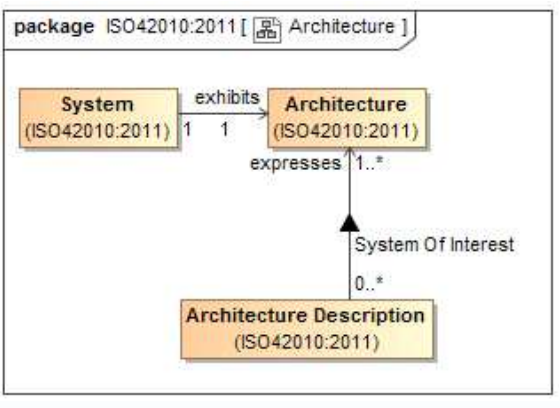 package ISO42010:2011 [ Architecture ]
System
(ISO42010:2011)
exhibits
1 1
Architecture
(ISO42010:2011)
expresses 1..*
System Of Interest
0..*
Architecture Description
(ISO42010:2011)